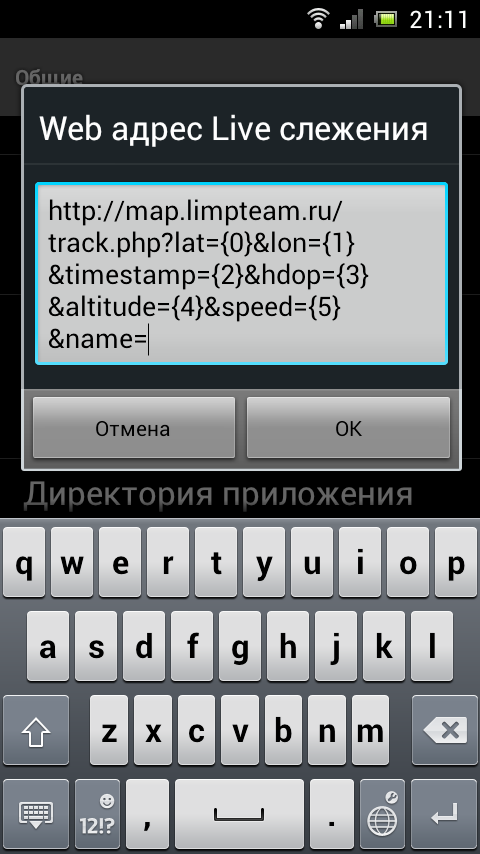 21:11
Общие
Web адрес Live слежения
http://map.limpteam.ru/
track.php?lat={0}&lon={1}
&timestamp={2}&hdop={3}
&altitude={4}&speed={5}
&name=
Отмена OK
Директория приложения
q w e r t y u i o p
a s d f g h j k l
z x c v b n m
12!? , .